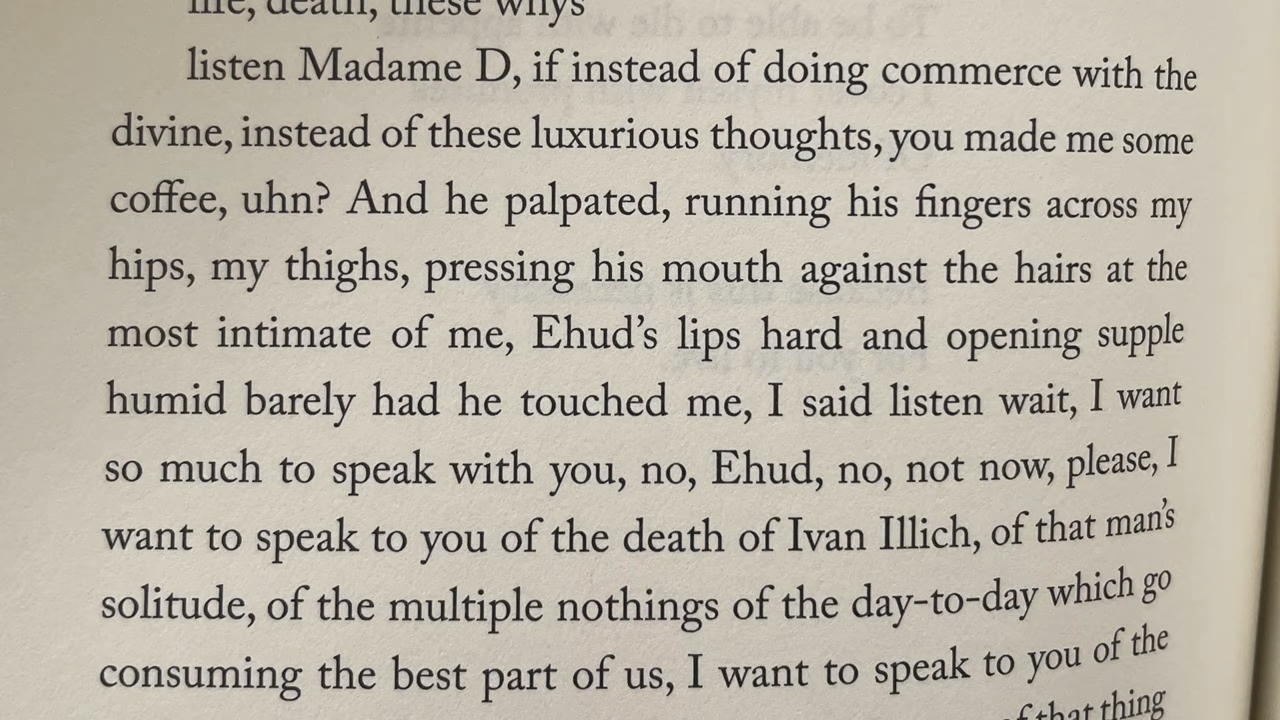 life, death, these whys
listen Madame D, if instead of doing commerce with the
divine, instead of these luxurious thoughts, you made me some
coffee, uhn? And he palpated, running his fingers across my
hips, my thighs, pressing his mouth against the hairs at the
most intimate of me, Ehud’s lips hard and opening supple
humid barely had he touched me, I said listen wait, I want
so much to speak with you, no, Ehud, no, not now, please, I
want to speak to you of the death of Ivan Illich, of that man’s
solitude, of the multiple nothings of the day-to-day which go
consuming the best part of us, I want to speak to you of the
of that thing